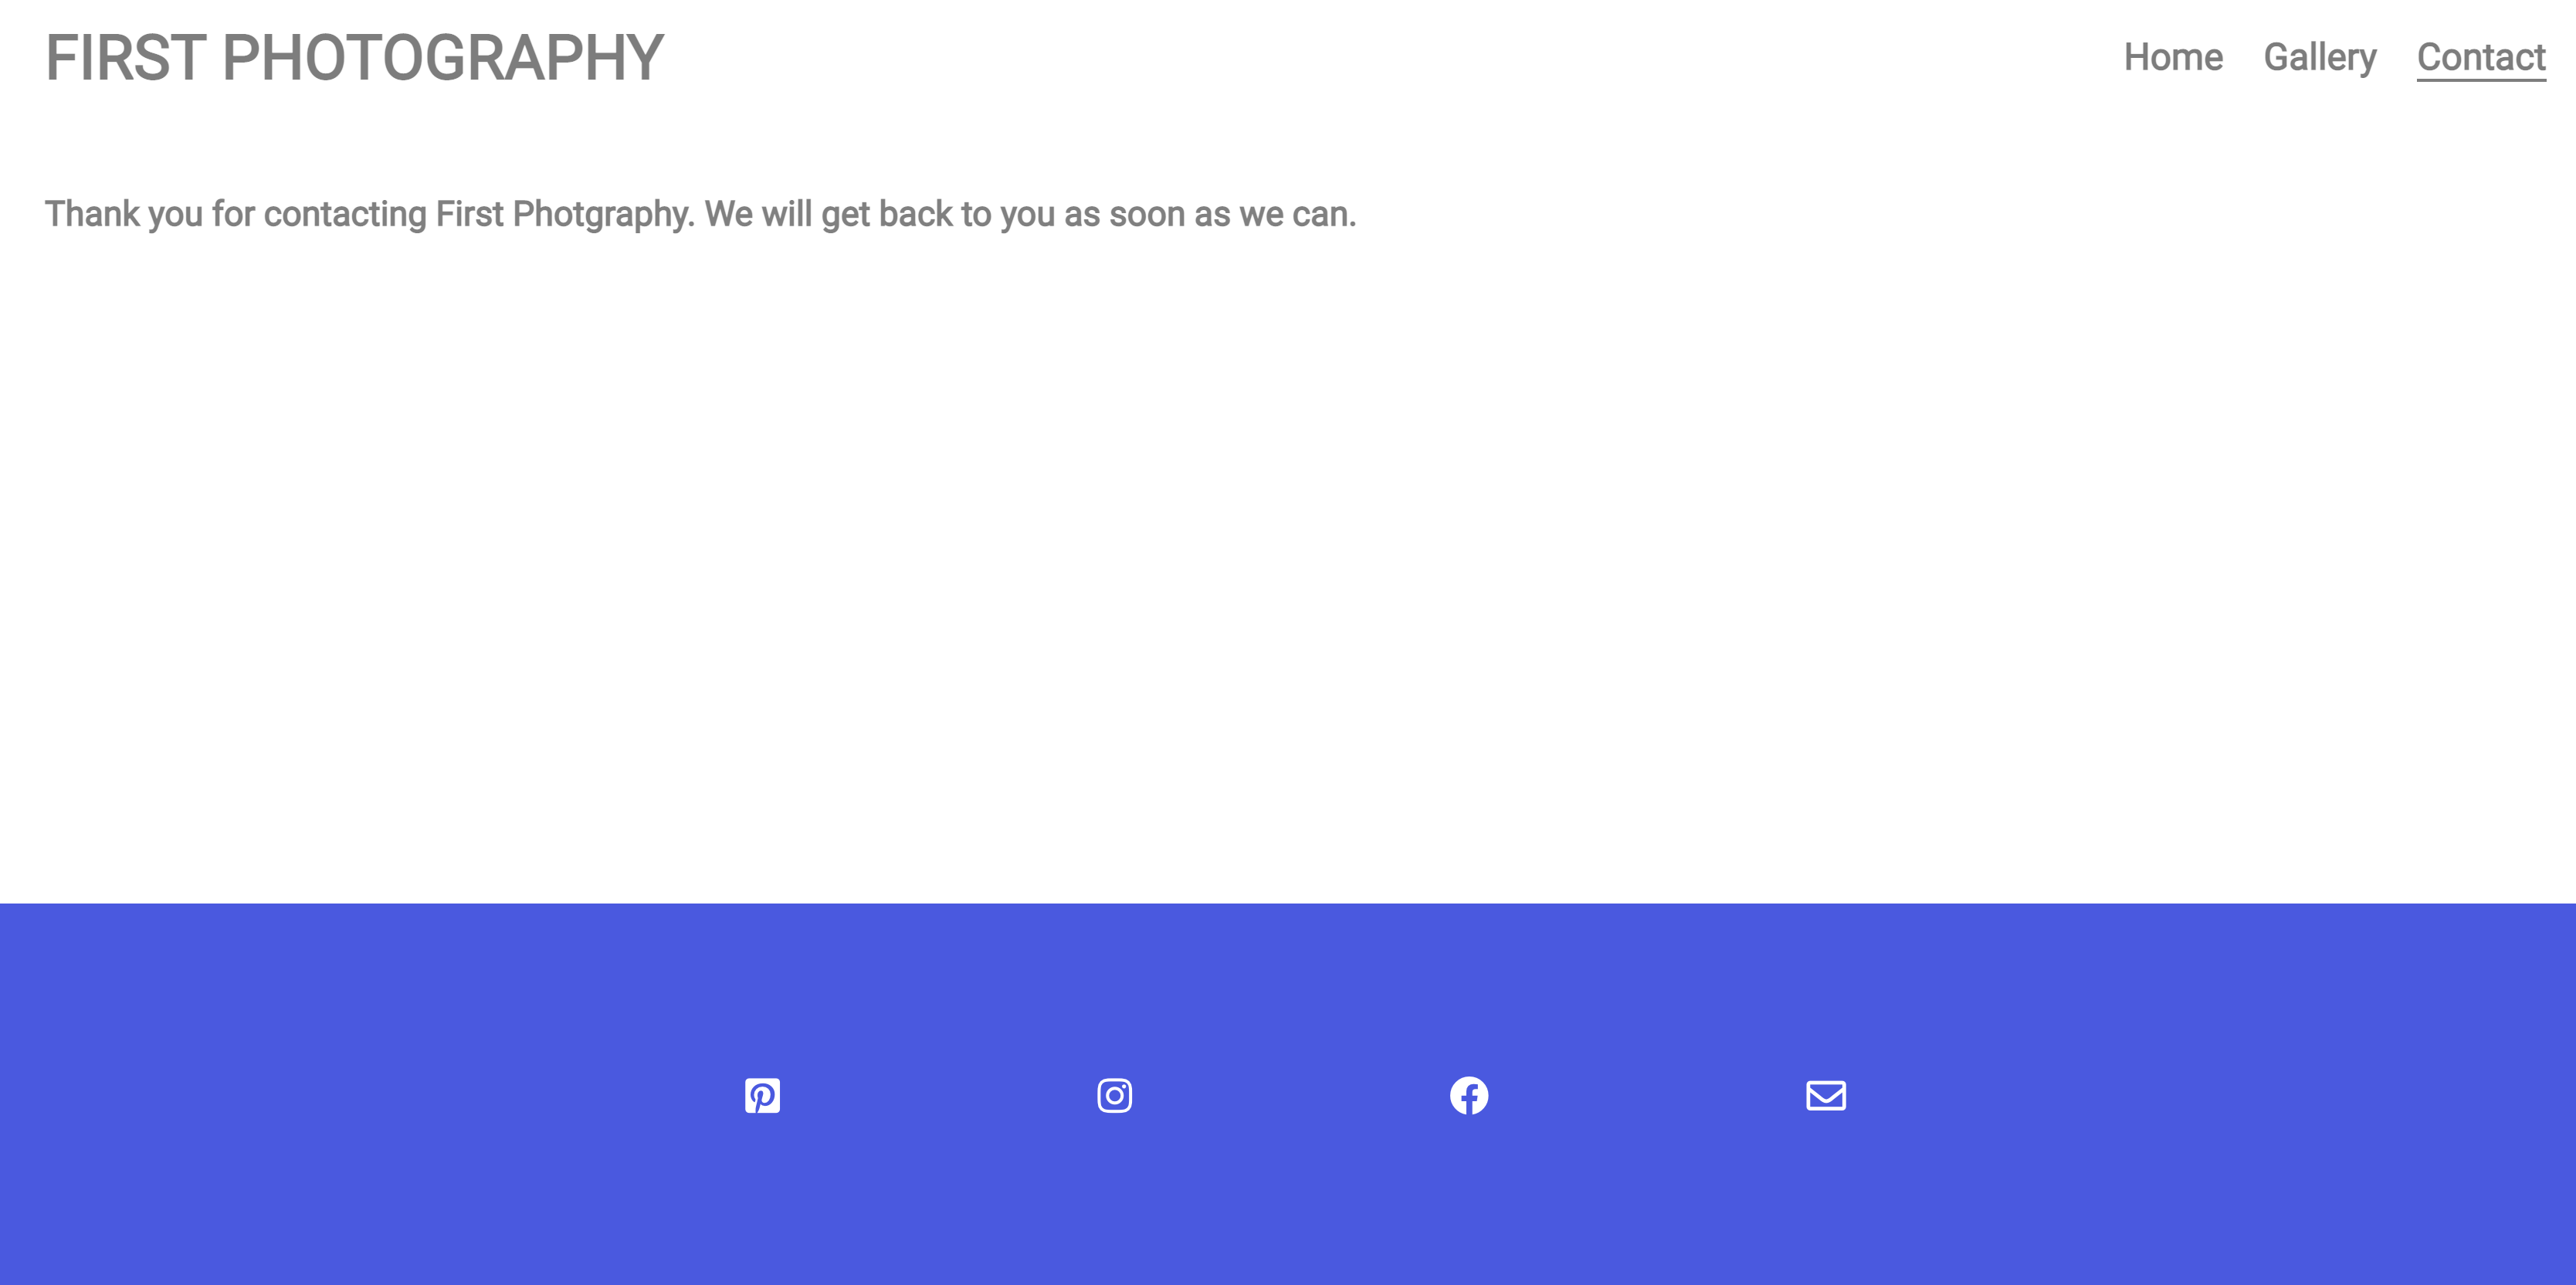 FIRST PHOTOGRAPHY
Home Gallery Contact
Thank you for contacting First Photgraphy. We will get back to you as soon as we can.